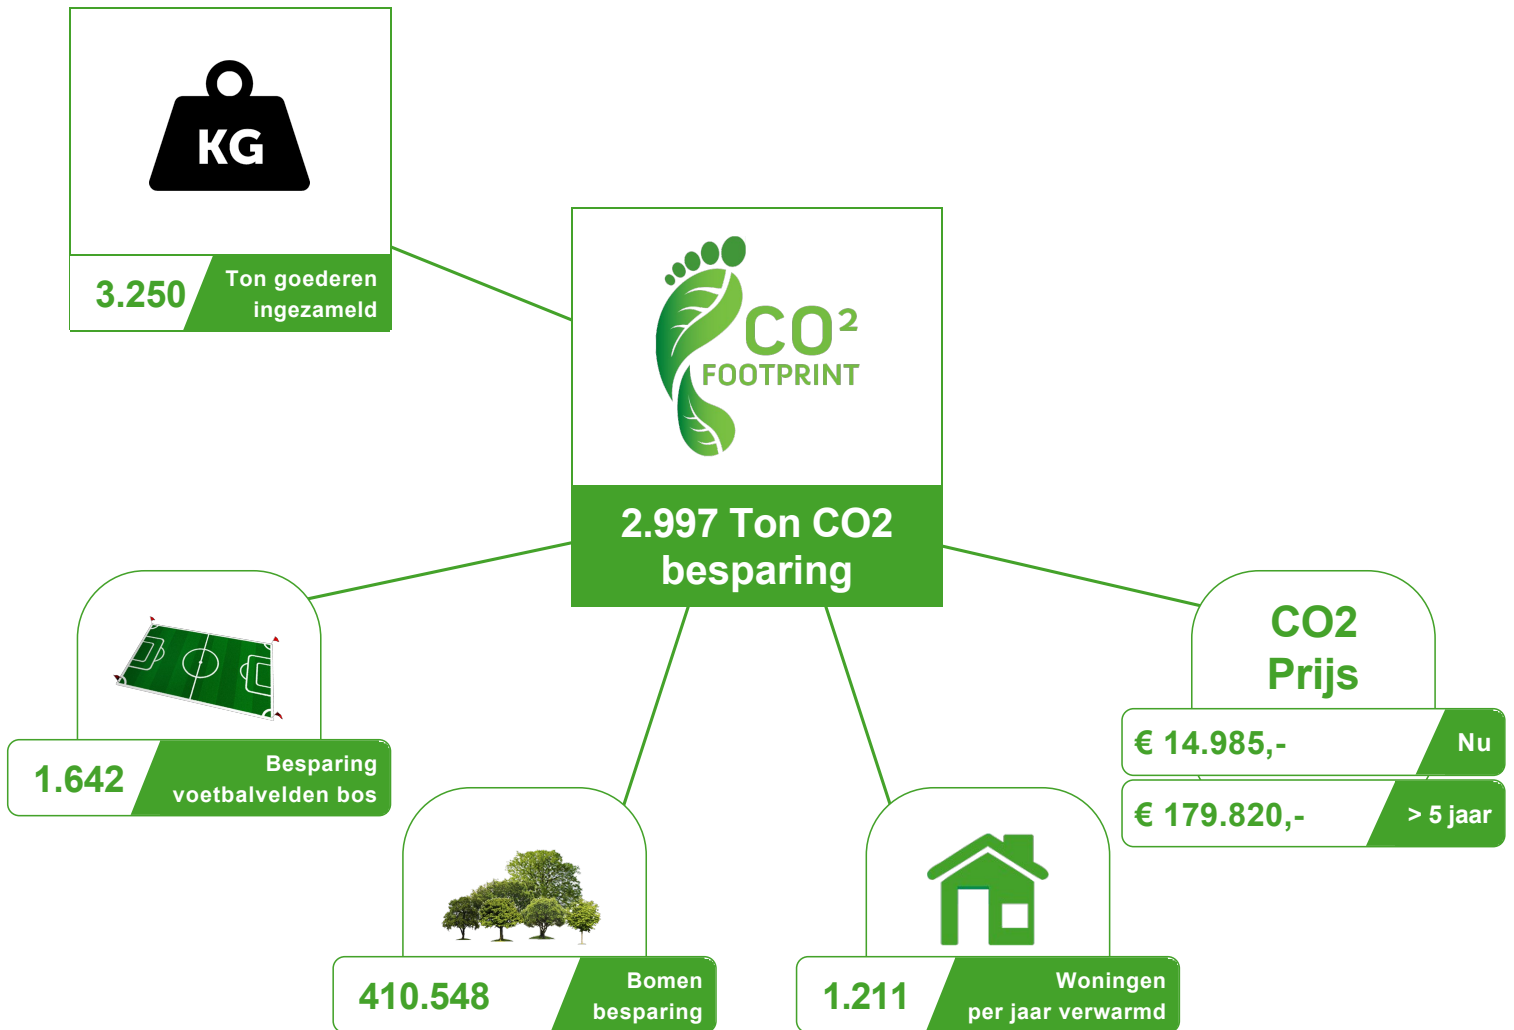 KG
3.250
Ton goederen
ingezameld
CO²
FOOTPRINT
2.997 Ton CO2
besparing
1.642
Besparing
voetbalvelden bos
410.548
Bomen
besparing
1.211
Woningen
per jaar verwarmd
CO2
Prijs
€ 14.985,-
Nu
€ 179.820,-
> 5 jaar